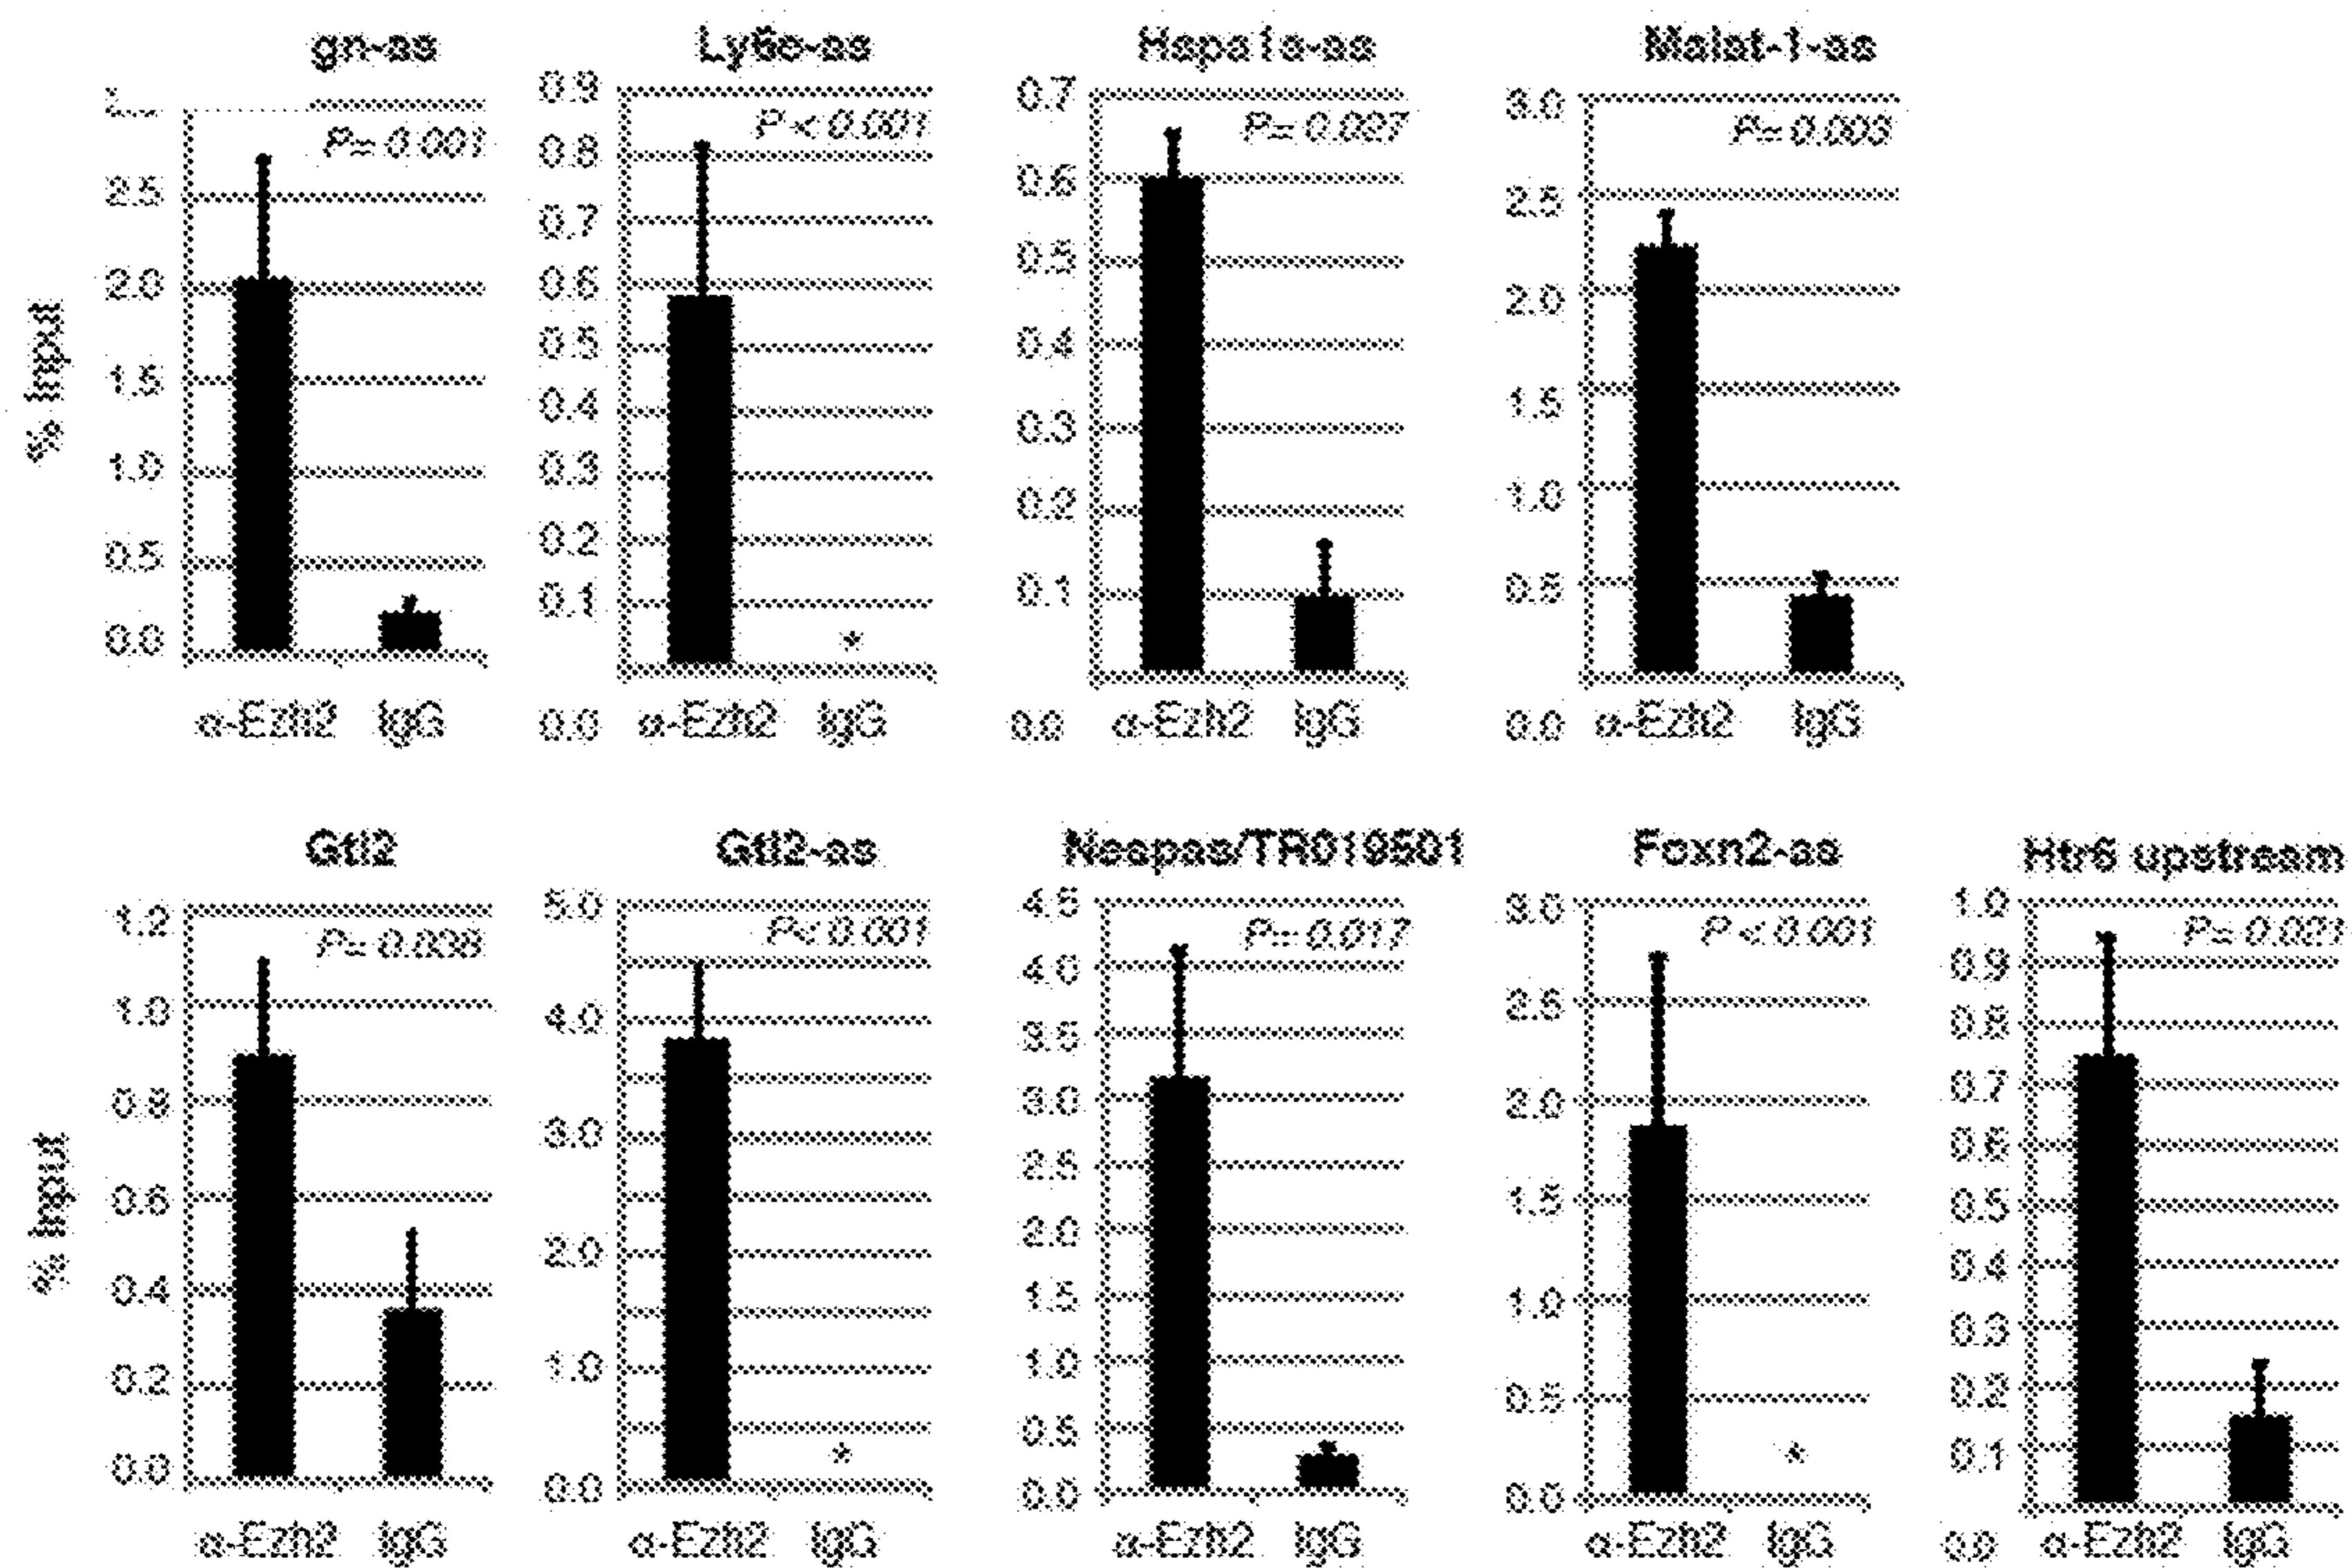 gn-as
% Input
2.5
2.0
1.5
1.0
0.5
0.0
P= 0.001
α-Ezh2 IgG
Ly6e-as
0.9
0.8
0.7
0.6
0.5
0.4
0.3
0.2
0.1
0.0
P < 0.001
*
α-Ezh2 IgG
Hspa1a-as
0.7
0.6
0.5
0.4
0.3
0.2
0.1
0.0
P= 0.027
α-Ezh2 IgG
Malat-1-as
3.0
2.5
2.0
1.5
1.0
0.5
0.0
P= 0.003
α-Ezh2 IgG
Gtl2
% Input
1.2
1.0
0.8
0.6
0.4
0.2
0.0
P= 0.038
α-Ezh2 IgG
Gtl2-as
5.0
4.0
3.0
2.0
1.0
0.0
P< 0.001
*
α-Ezh2 IgG
Nespas/TR019501
4.5
4.0
3.5
3.0
2.5
2.0
1.5
1.0
0.5
0.0
P= 0.017
α-Ezh2 IgG
Foxn2-as
3.0
2.5
2.0
1.5
1.0
0.5
0.0
P < 0.001
*
α-Ezh2 IgG
Htr6 upstream
1.0
0.9
0.8
0.7
0.6
0.5
0.4
0.3
0.2
0.1
0.0
P= 0.021
α-Ezh2 IgG